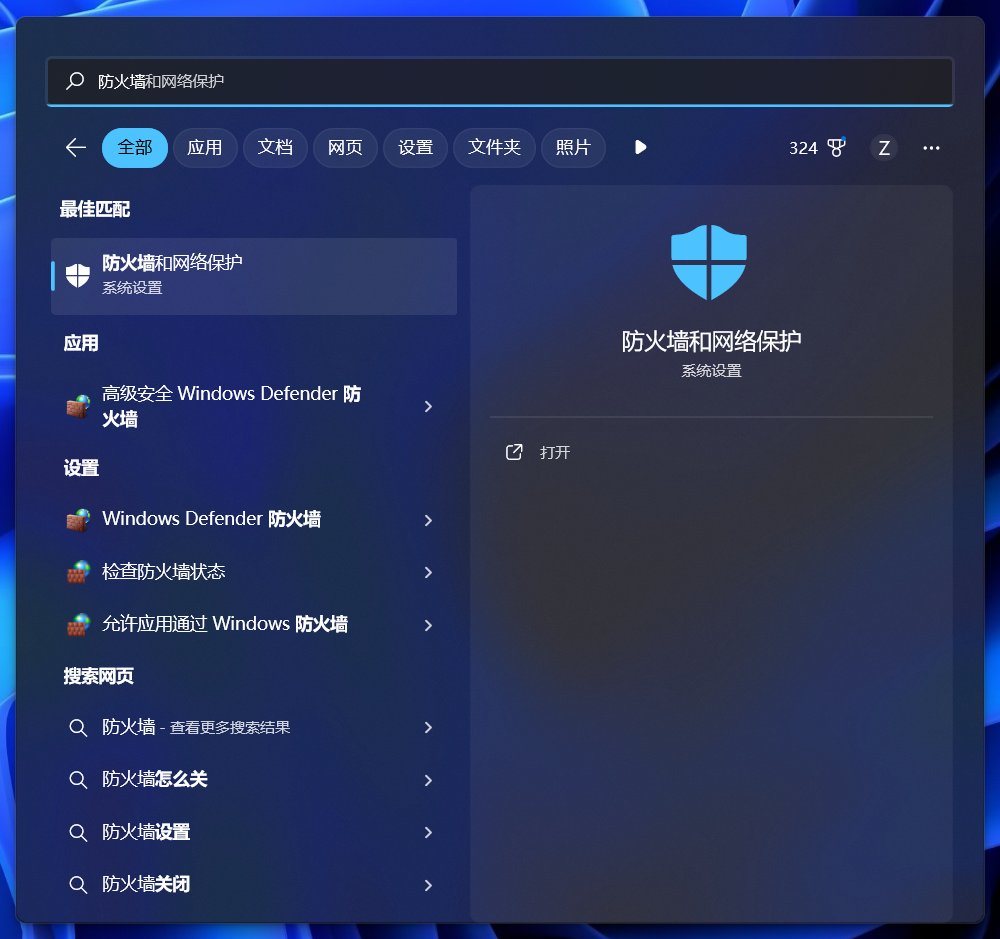 防火墙和网络保护
全部 应用 文档 网页 设置 文件夹 照片 324 Z
最佳匹配
防火墙和网络保护
系统设置
应用
高级安全 Windows Defender 防
火墙
设置
Windows Defender 防火墙
检查防火墙状态
允许应用通过 Windows 防火墙
搜索网页
防火墙 - 查看更多搜索结果
防火墙怎么关
防火墙设置
防火墙关闭
防火墙和网络保护
系统设置
打开